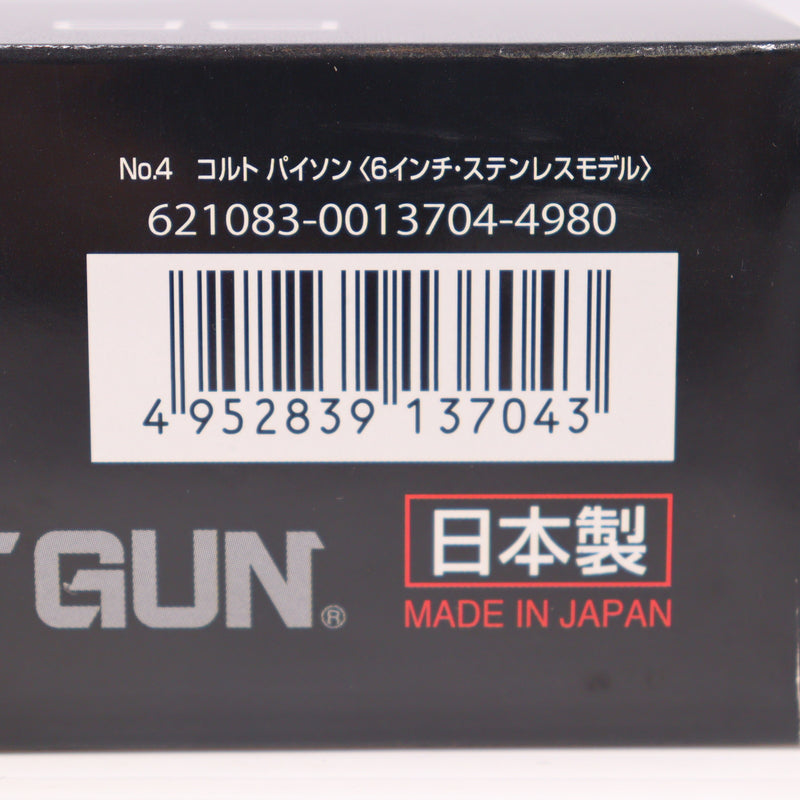 No.4 コルト パイソン〈6インチ・ステンレスモデル〉
621083-0013704-4980
4 952839 137043
GUN®
日本製
MADE IN JAPAN